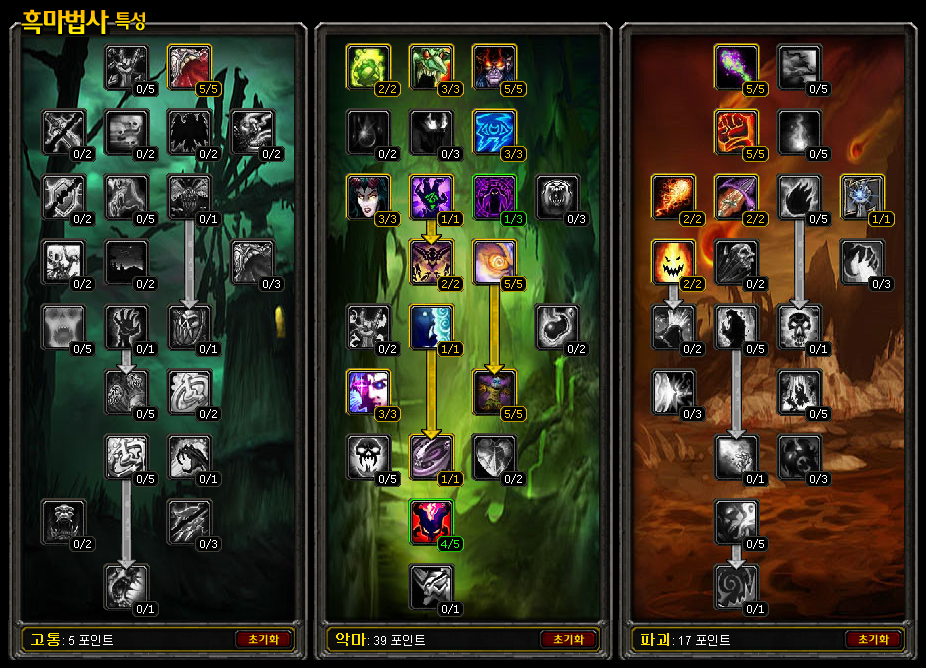 흑마법사 특성
0/5 5/5
0/2 0/2 0/2 0/2
0/2 0/5 0/1
0/2 0/2 0/3
0/5 0/1 0/1
0/5 0/2
0/5 0/1
0/2 0/3
0/1
고통: 5 포인트 초기화
2/2 3/3 5/5
0/2 0/3 3/3
3/3 1/1 1/3 0/3
2/2 5/5
0/2 1/1 0/2
3/3 5/5
0/5 1/1 0/2
4/5
0/1
악마: 39 포인트 초기화
5/5 0/5
5/5 0/5
2/2 2/2 0/5 1/1
2/2 0/2 0/3
0/2 0/5 0/1
0/3 0/5
0/1 0/3
0/5
0/1
파괴: 17 포인트 초기화